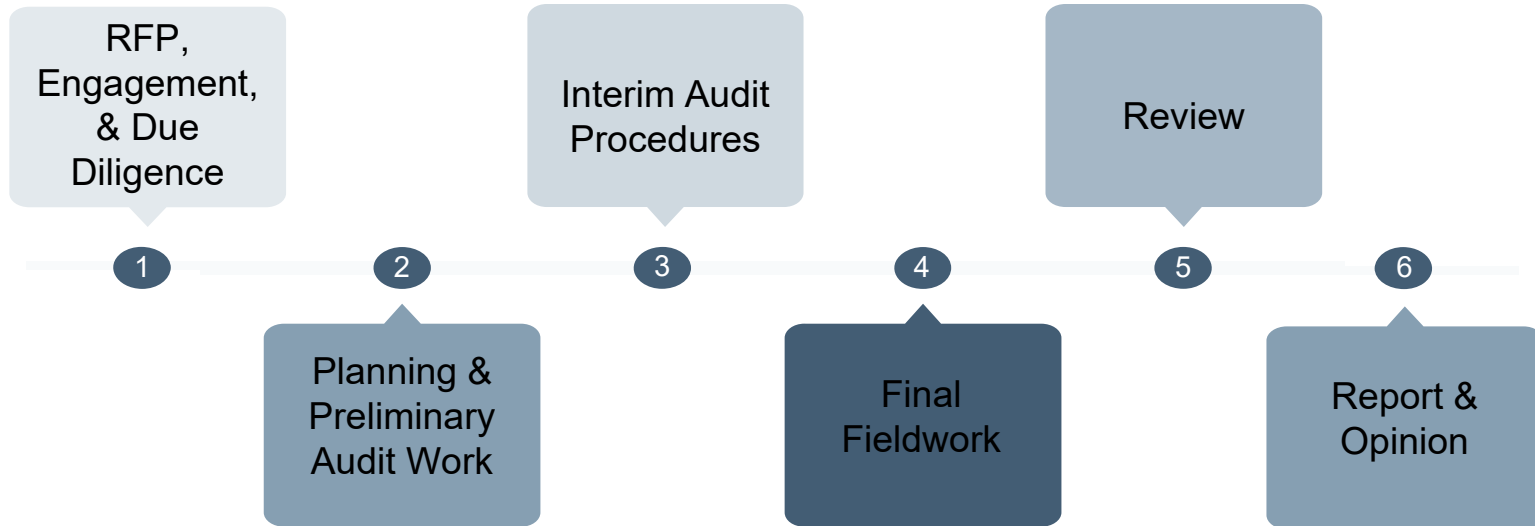 RFP,
Engagement,
& Due
Diligence
Interim Audit
Procedures
Review
1
2
3
4
5
6
Planning &
Preliminary
Audit Work
Final
Fieldwork
Report &
Opinion